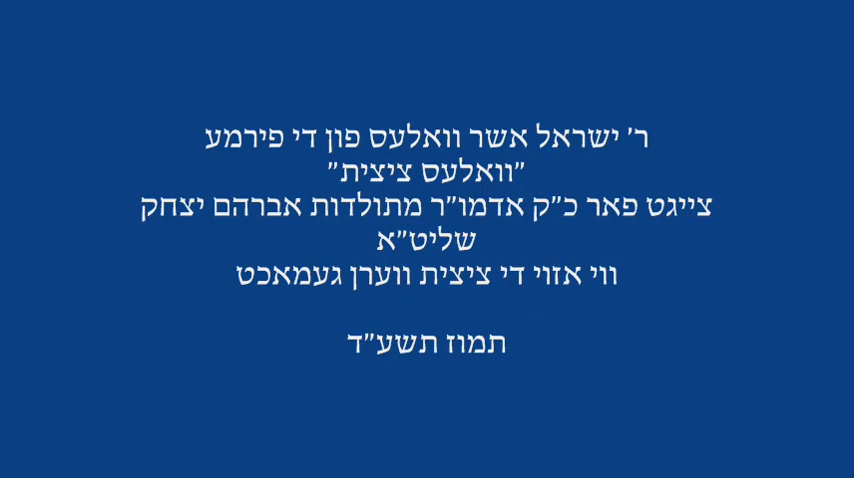 ר' ישראל אשר וואלעס פון די פירמע
"וואלעס ציצית"
צייגט פאר כ"ק אדמו"ר מתולדות אברהם יצחק
שליט"א
ווי אזוי די ציצית ווערן געמאכט
תמוז תשע"ד